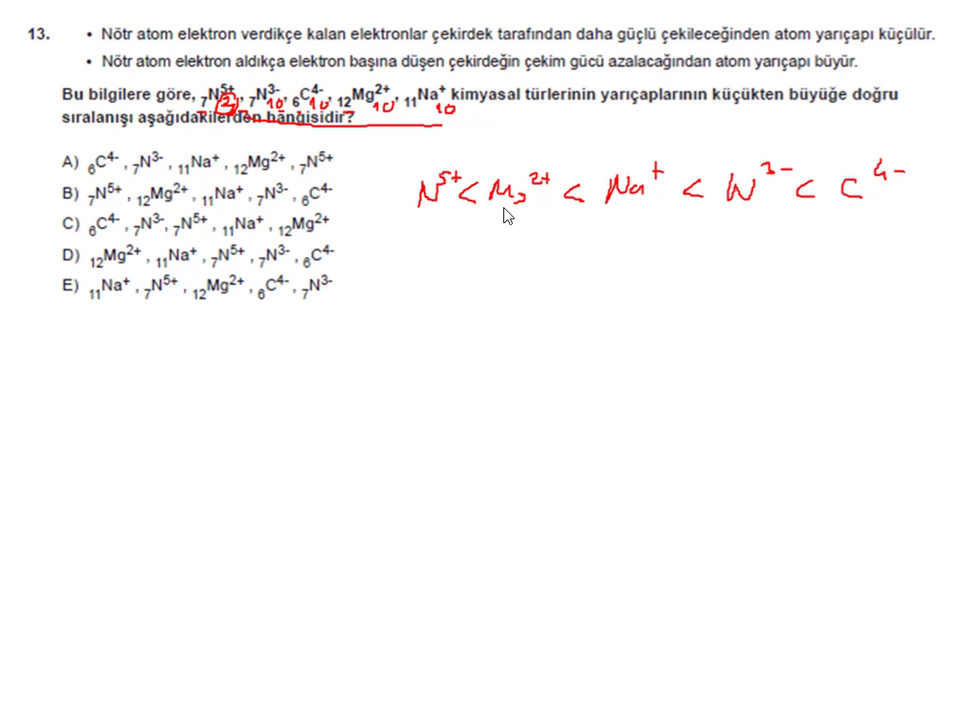 13. • Nötr atom elektron verdikçe kalan elektronlar çekirdek tarafından daha güçlü çekileceğinden atom yarıçapı küçülür.
• Nötr atom elektron aldıkça elektron başına düşen çekirdeğin çekim gücü azalacağından atom yarıçapı büyür.
Bu bilgilere göre, ₇N⁵⁺, ₇N³⁻, ₆C⁴⁻, ₁₂Mg²⁺, ₁₁Na⁺ kimyasal türlerinin yarıçaplarının küçükten büyüğe doğru
2 10 10 10 10
sıralanışı aşağıdakilerden hangisidir?
A) ₆C⁴⁻, ₇N³⁻, ₁₁Na⁺, ₁₂Mg²⁺, ₇N⁵⁺
B) ₇N⁵⁺, ₁₂Mg²⁺, ₁₁Na⁺, ₇N³⁻, ₆C⁴⁻
N⁵⁺ < Mg²⁺ < Na⁺ < N³⁻ < C⁴⁻
C) ₆C⁴⁻, ₇N³⁻, ₇N⁵⁺, ₁₁Na⁺, ₁₂Mg²⁺
D) ₁₂Mg²⁺, ₁₁Na⁺, ₇N⁵⁺, ₇N³⁻, ₆C⁴⁻
E) ₁₁Na⁺, ₇N⁵⁺, ₁₂Mg²⁺, ₆C⁴⁻, ₇N³⁻